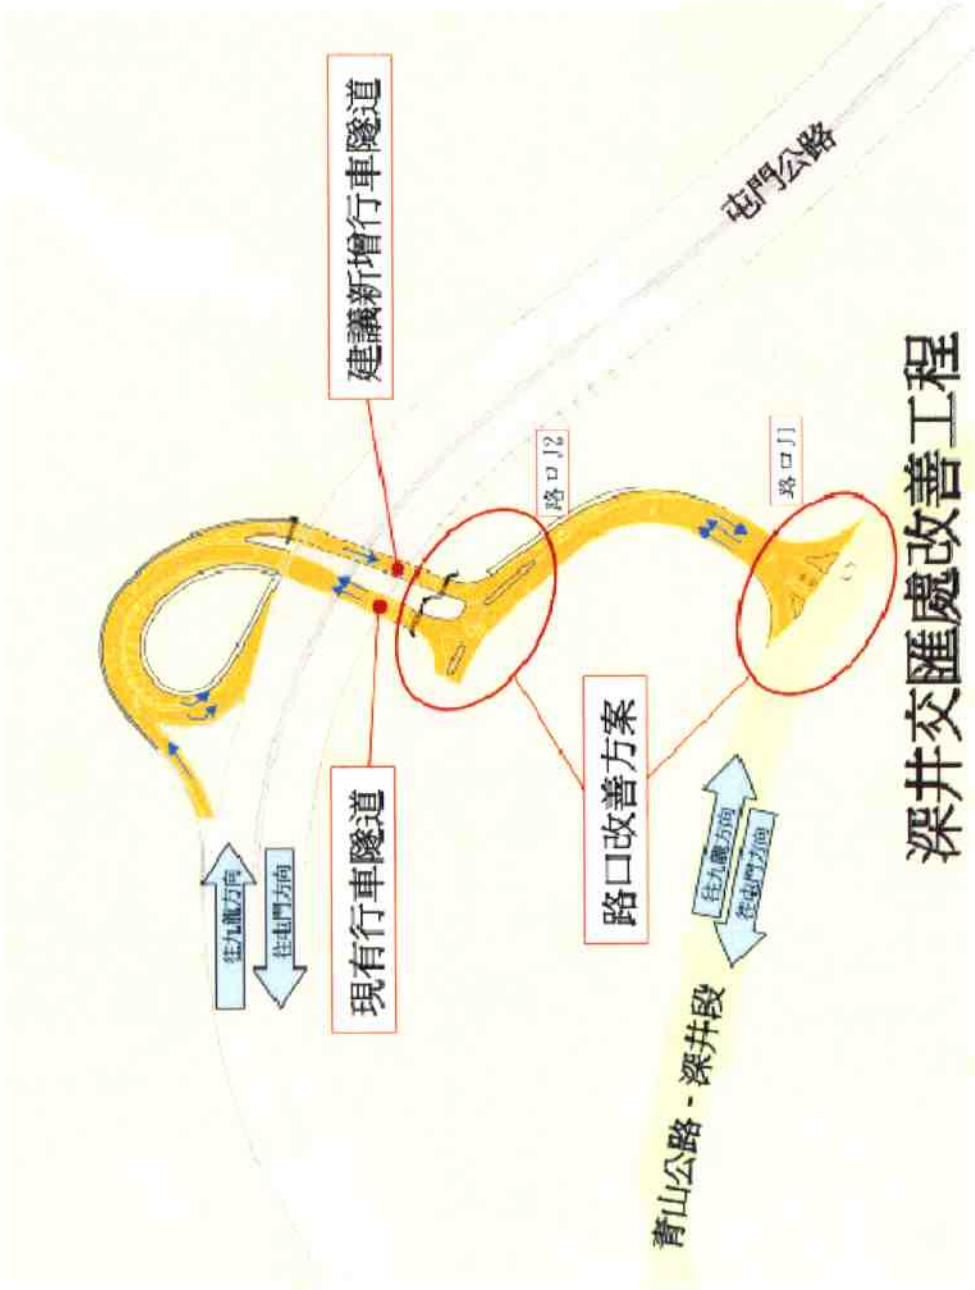 建議新增行車隧道
屯門公路
路口J2
路口J1
現有行車隧道
路口改善方案
往九龍方向
往屯門方向
往九龍方向
往屯門方向
青山公路 - 深井段
深井交匯處改善工程